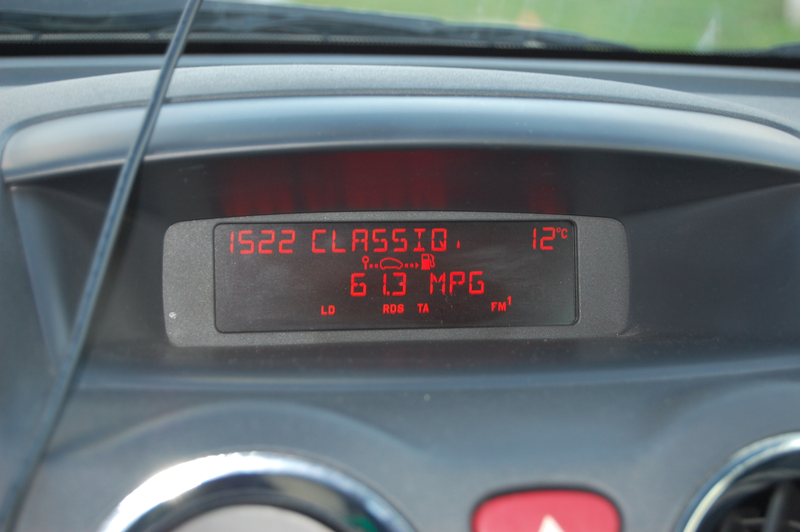 1522 CLASSIQ, 12°C
61.3 MPG
LD RDS TA FM1